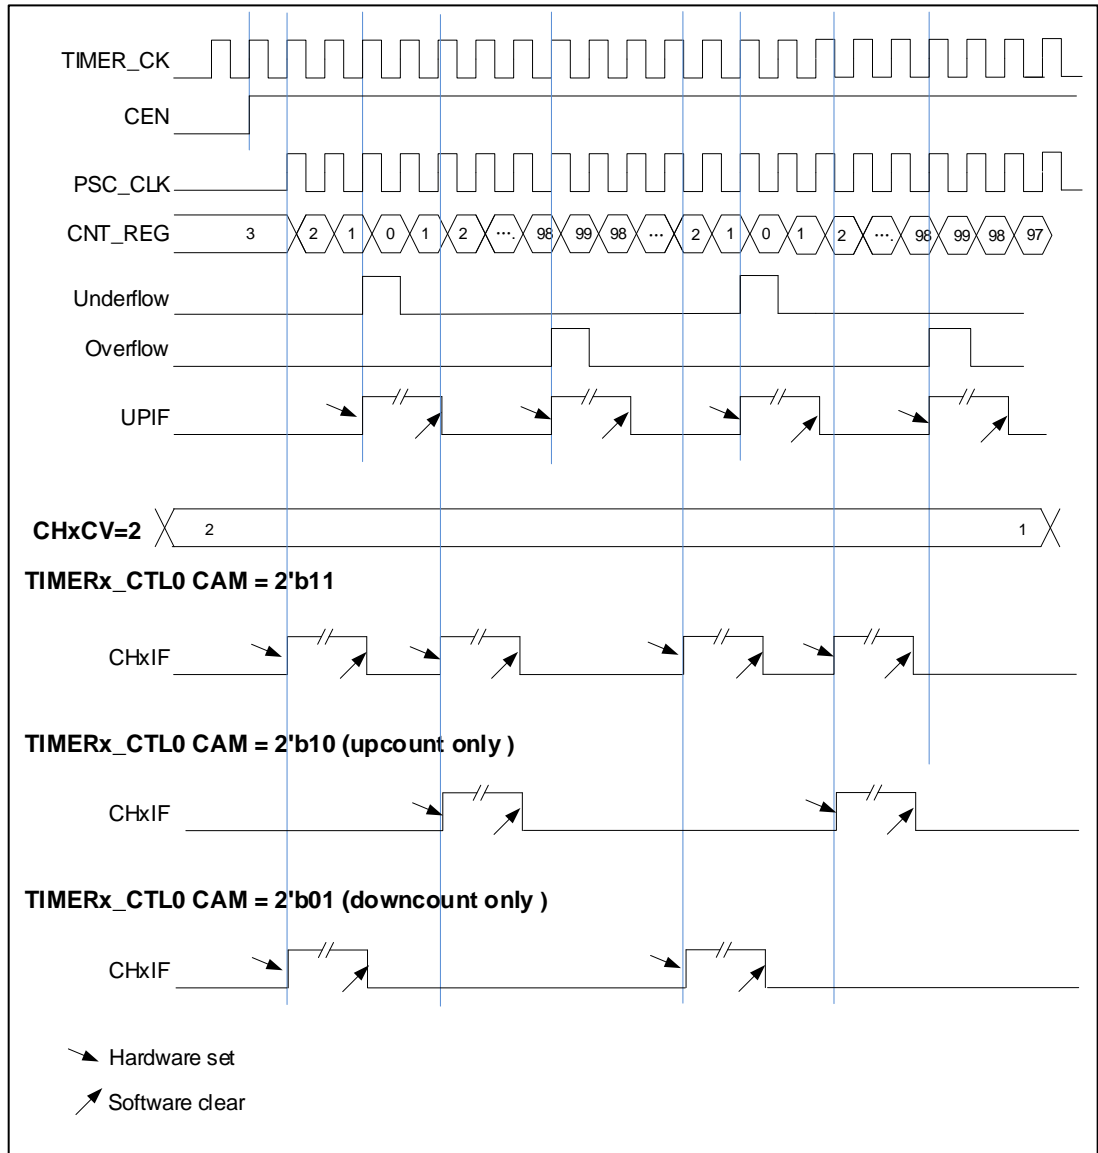 TIMER_CK
CEN
PSC_CLK
CNT_REG 3 2 1 0 1 2 .... 98 99 98 ... 2 1 0 1 2 .... 98 99 98 97
Underflow
Overflow
UPIF
CHxCV=2 2 1
TIMERx_CTL0 CAM = 2'b11
CHxIF
TIMERx_CTL0 CAM = 2'b10 (upcount only )
CHxIF
TIMERx_CTL0 CAM = 2'b01 (downcount only )
CHxIF
Hardware set
Software clear